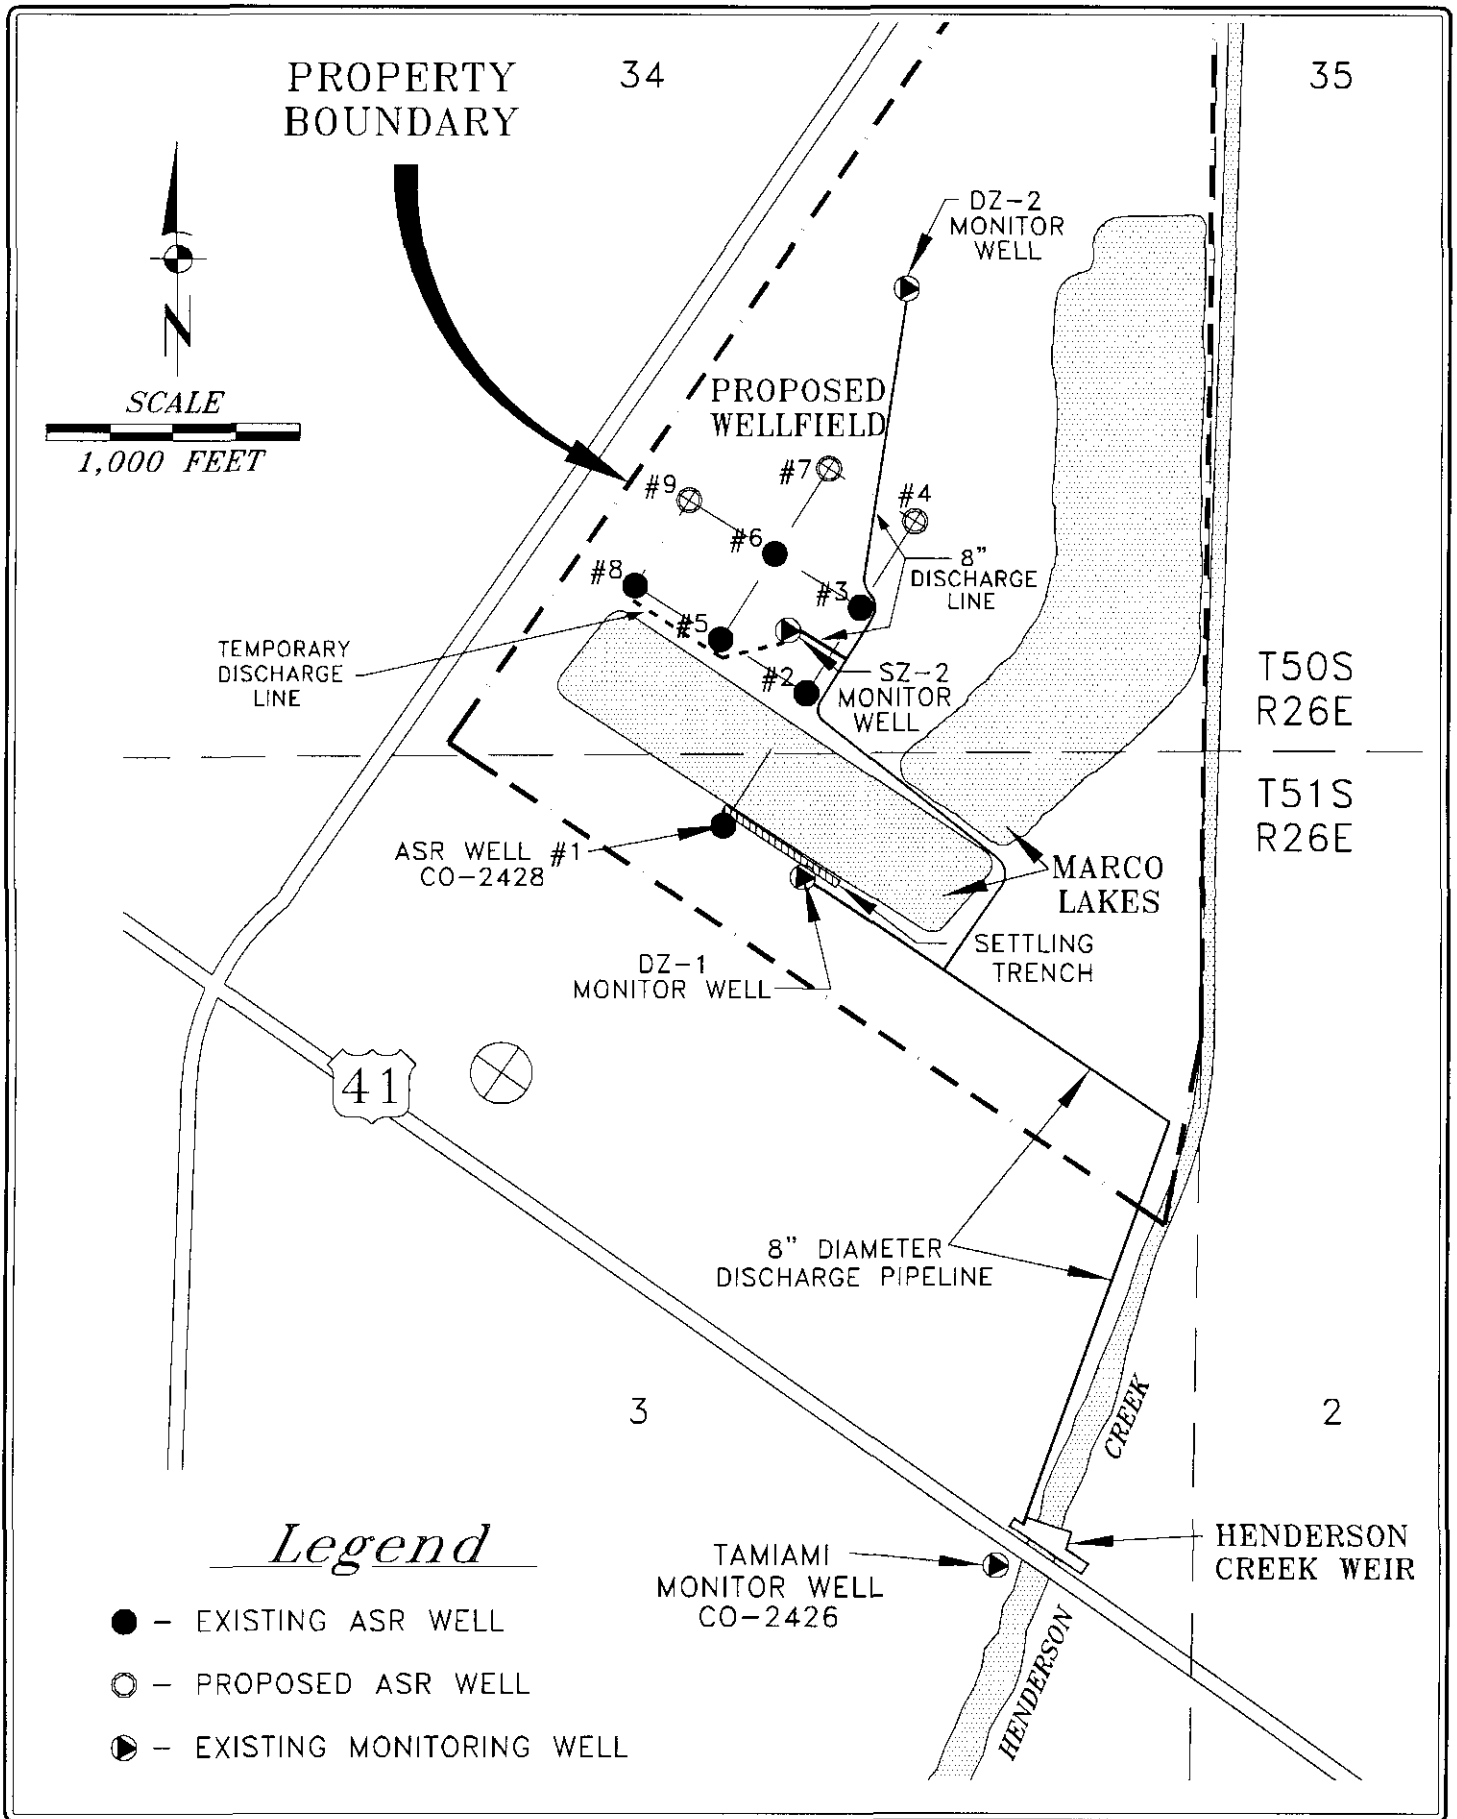 PROPERTY
BOUNDARY
34
35
DZ-2
MONITOR
WELL
N
SCALE
1,000 FEET
PROPOSED
WELLFIELD
#7
#9
#4
#6
8"
DISCHARGE
LINE
#8
#3
#5
TEMPORARY
DISCHARGE
LINE
#2
SZ-2
MONITOR
WELL
T50S
R26E
T51S
R26E
ASR WELL #1
CO-2428
MARCO
LAKES
SETTLING
TRENCH
DZ-1
MONITOR WELL
41
8" DIAMETER
DISCHARGE PIPELINE
3
2
CREEK
HENDERSON
CREEK WEIR
TAMIAMI
MONITOR WELL
CO-2426
HENDERSON
Legend
- EXISTING ASR WELL
- PROPOSED ASR WELL
- EXISTING MONITORING WELL